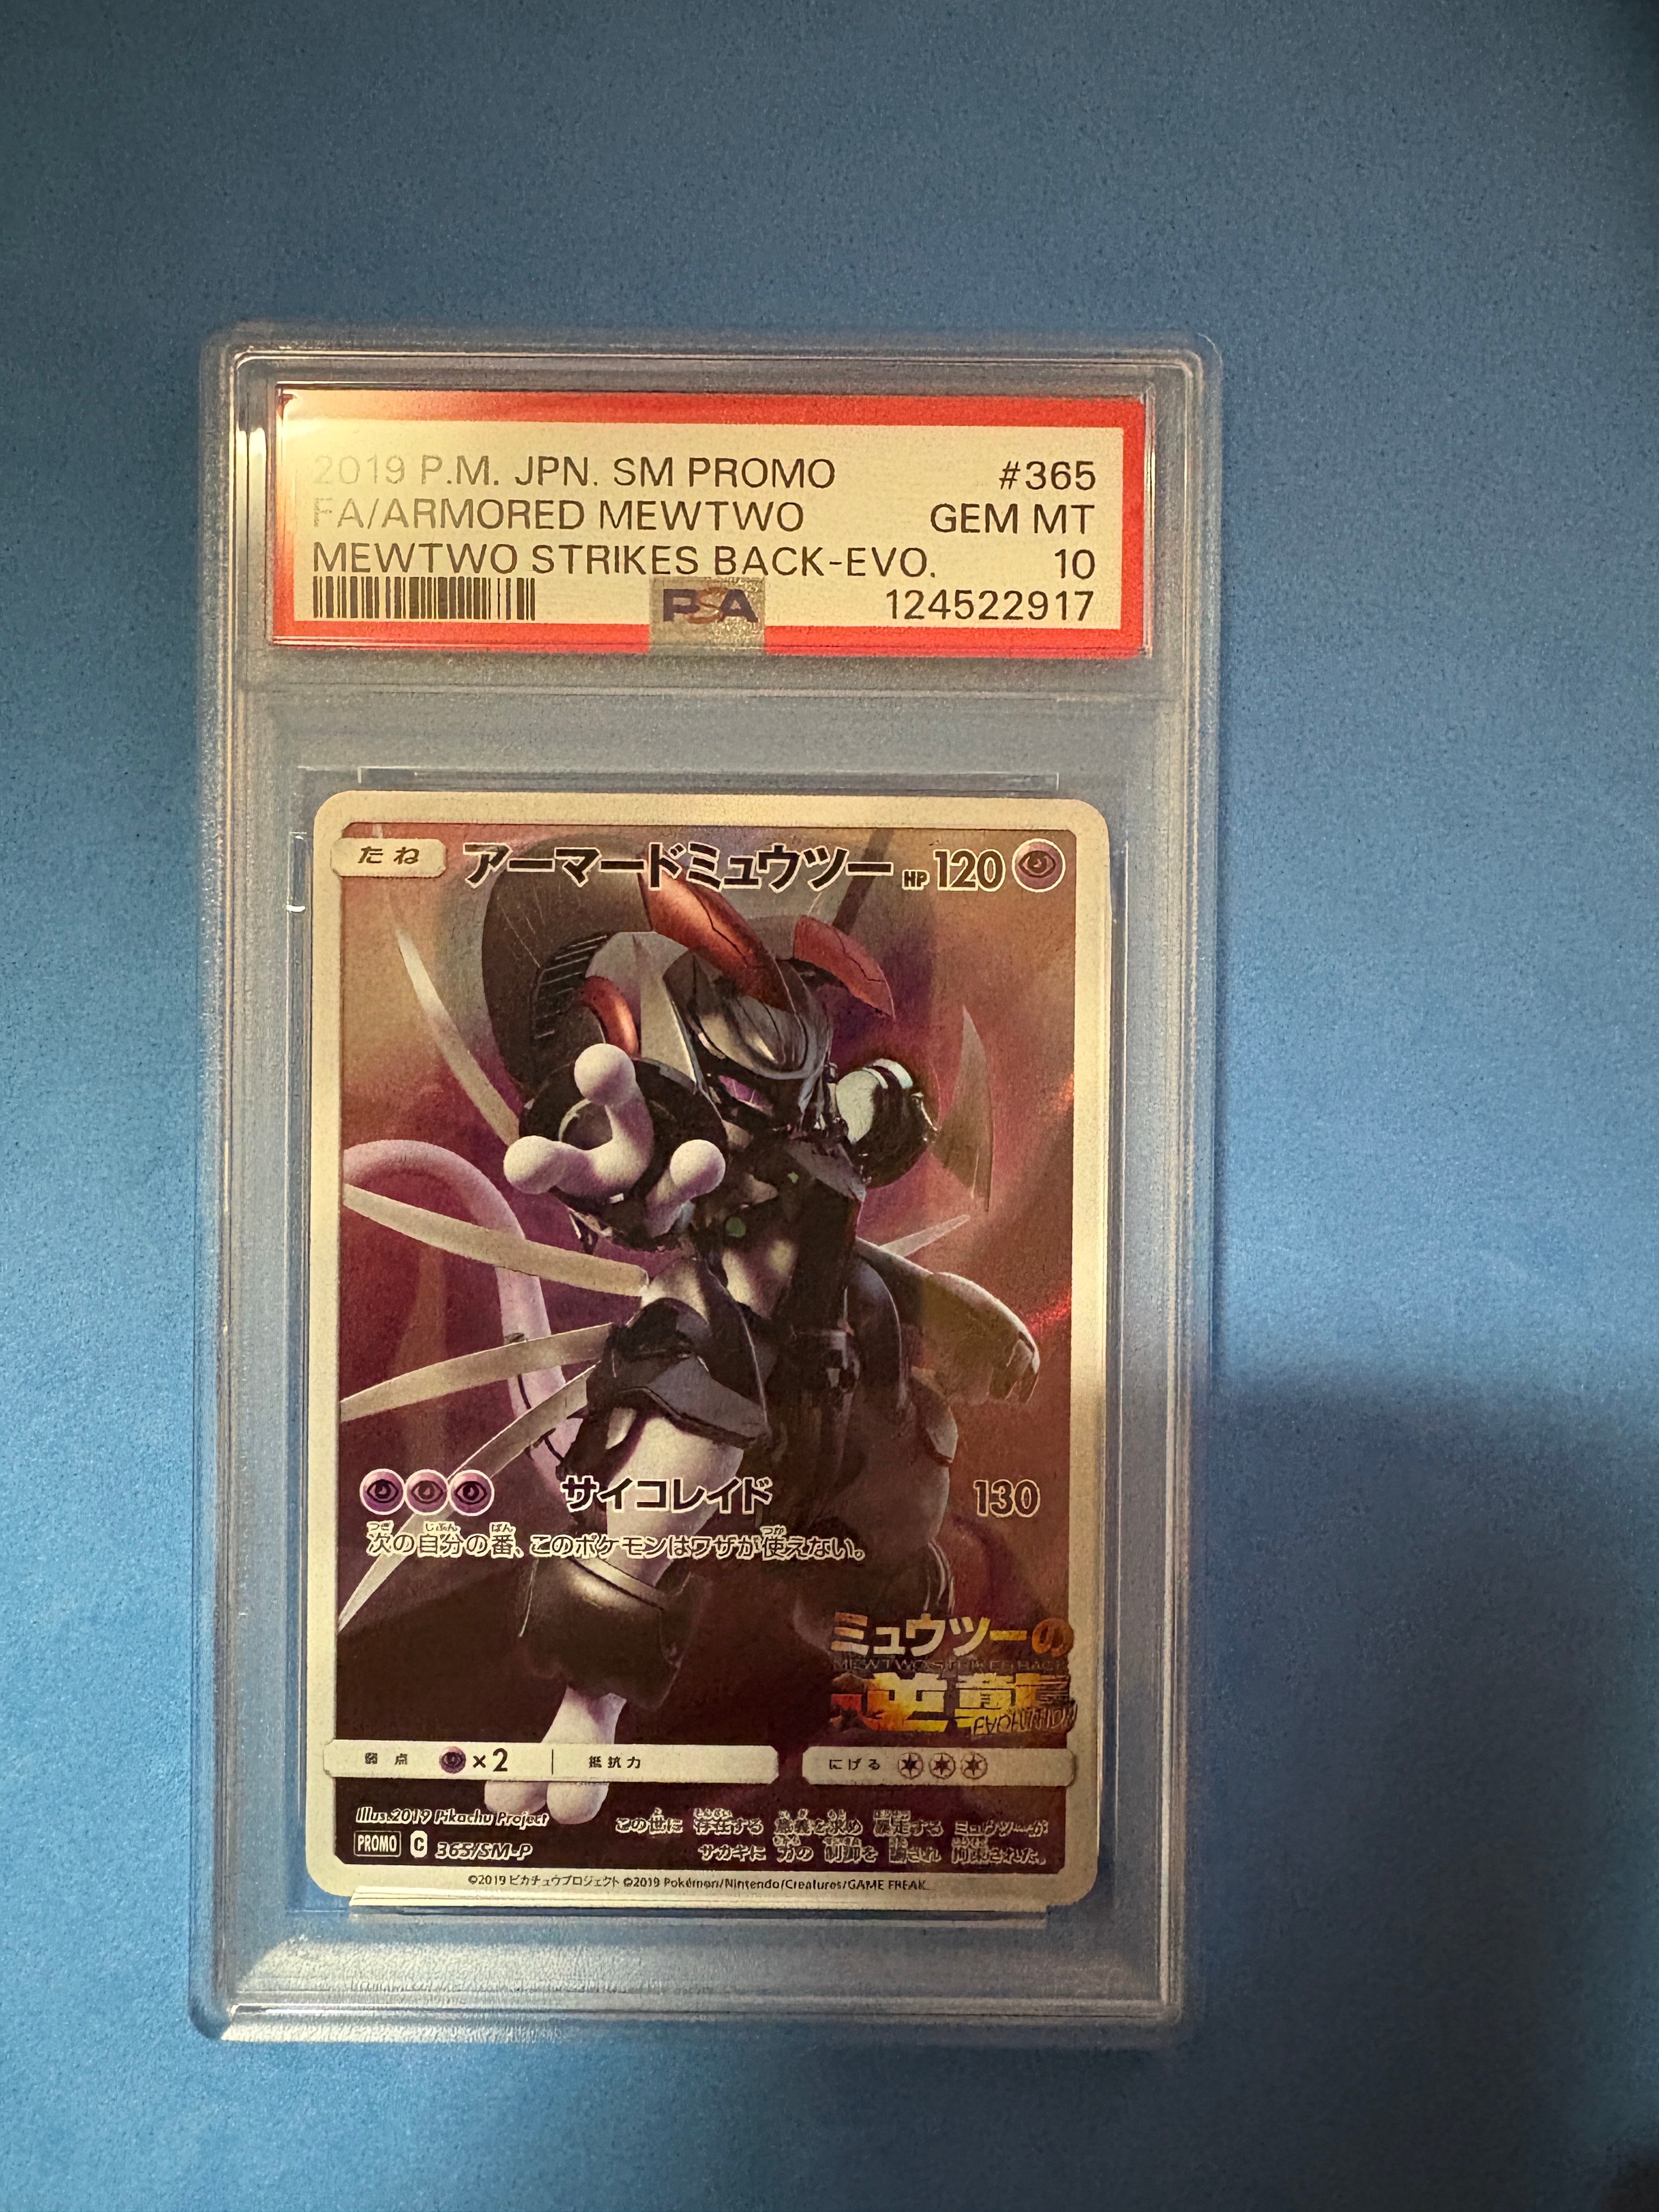 2019 P.M. JPN. SM PROMO #365
FA/ARMORED MEWTWO GEM MT
MEWTWO STRIKES BACK-EVO. 10
PSA 124522917
たね アーマードミュウツー HP 120
サイコレイド 130
次の自分の番、このポケモンはワザが使えない。
ミュウツーの
MEWTWO STRIKES BACK
逆襲
EVOLUTION
弱点 ×2 抵抗力 にげる
Illus.2019 Pikachu Project
PROMO C 365/SM-P
この世に 存在する 意義を求め 暴走する ミュウツーが
サカキに 力の 制御を 騙され 拘束された。
©2019 ピカチュウプロジェクト ©2019 Pokémon/Nintendo/Creatures/GAME FREAK.